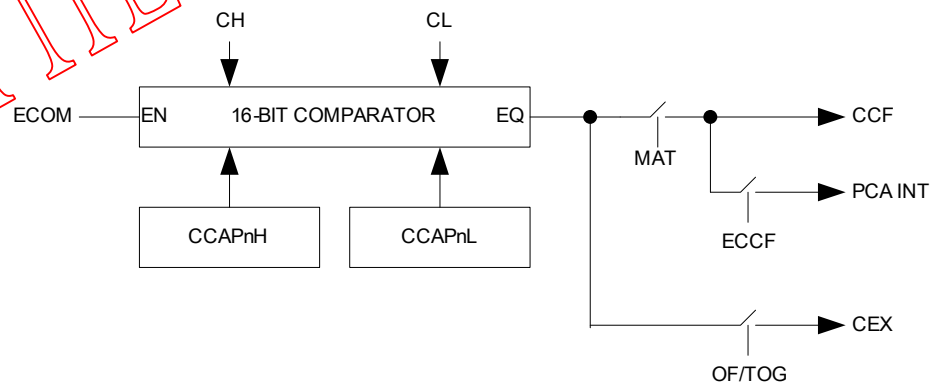 CH CL
ECOM EN 16-BIT COMPARATOR EQ CCF
MAT
PCA INT
CCAPnH CCAPnL
ECCF
CEX
OF/TOG